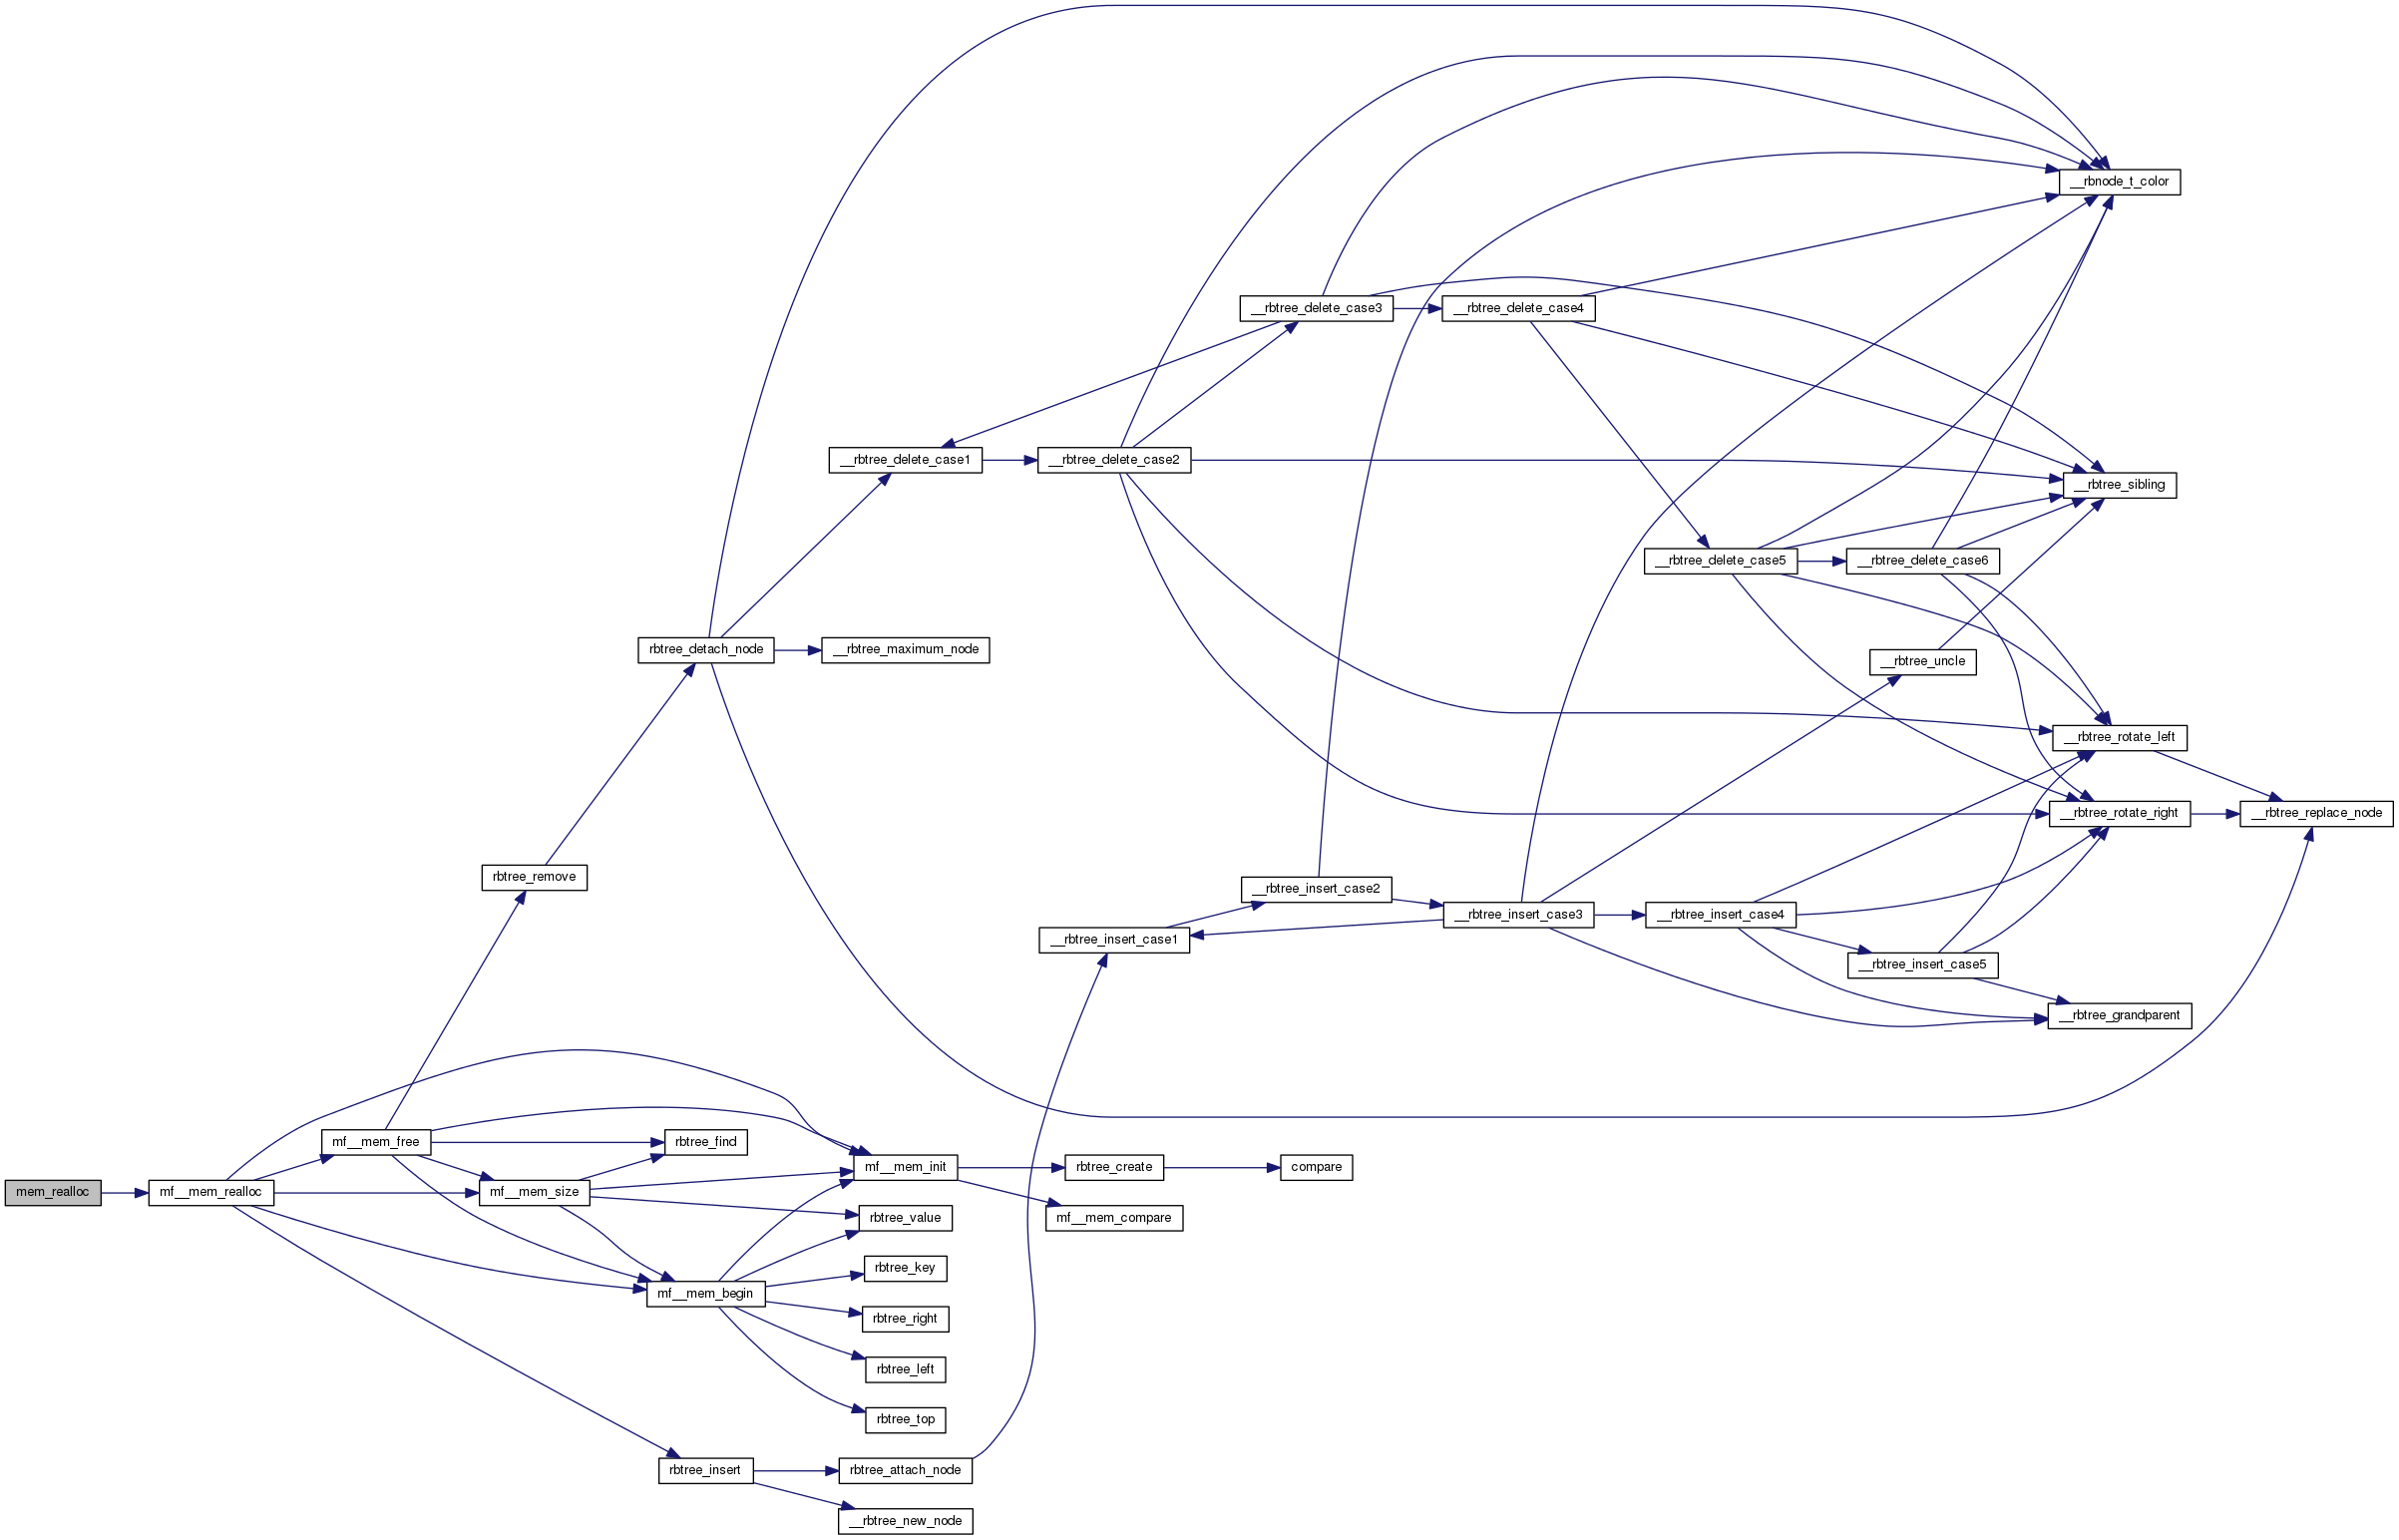 __rbnode_t_color
__rbtree_delete_case3
__rbtree_delete_case4
__rbtree_delete_case1
__rbtree_delete_case2
__rbtree_sibling
__rbtree_delete_case5
__rbtree_delete_case6
rbtree_detach_node
__rbtree_maximum_node
__rbtree_uncle
__rbtree_rotate_left
__rbtree_rotate_right
__rbtree_replace_node
rbtree_remove
__rbtree_insert_case2
__rbtree_insert_case3
__rbtree_insert_case4
__rbtree_insert_case1
__rbtree_insert_case5
__rbtree_grandparent
mf__mem_free
rbtree_find
mf__mem_init
rbtree_create
compare
mem_realloc
mf__mem_realloc
mf__mem_size
rbtree_value
mf__mem_compare
rbtree_key
mf__mem_begin
rbtree_right
rbtree_left
rbtree_top
rbtree_insert
rbtree_attach_node
__rbtree_new_node